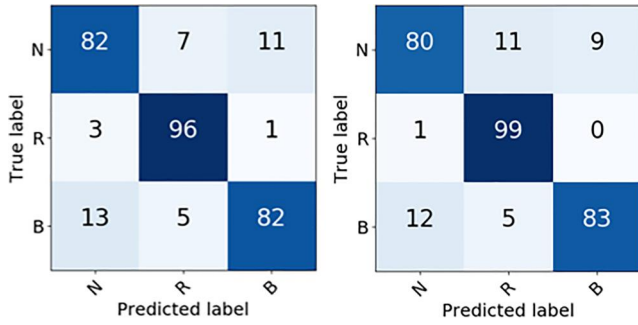 True label
N 82 7 11
R 3 96 1
B 13 5 82
N R B
Predicted label
True label
N 80 11 9
R 1 99 0
B 12 5 83
N R B
Predicted label